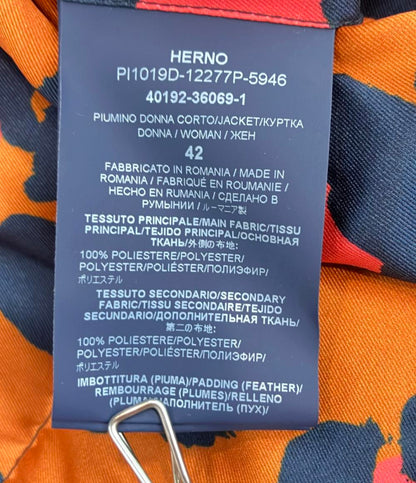 HERNO
PI1019D-12277P-5946
40192-36069-1
PIUMINO DONNA CORTO/JACKET/КУРТКА
DONNA / WOMAN / ЖЕН
42
FABBRICATO IN ROMANIA / MADE IN
ROMANIA / FABRIQUÉ EN ROUMANIE /
HECHO EN RUMANIA / СДЕЛАНО В
РУМЫНИИ / ルーマニア製
TESSUTO PRINCIPALE/MAIN FABRIC/TISSU
PRINCIPAL/TEJIDO PRINCIPAL/ОСНОВНАЯ
ТКАНЬ/外側の布地:
100% POLIESTERE/POLYESTER/
POLYESTER/POLIÉSTER/ПОЛИЭФИР/
ポリエステル
TESSUTO SECONDARIO/SECONDARY
FABRIC/TISSU SECONDAIRE/TEJIDO
SECUNDARIO/ДОПОЛНИТЕЛЬНАЯ ТКАНЬ/
第二の布地:
100% POLIESTERE/POLYESTER/
POLYESTER/POLIÉSTER/ПОЛИЭФИР/
ポリエステル
IMBOTTITURA (PIUMA)/PADDING (FEATHER)/
REMBOURRAGE (PLUMES)/RELLENO
(PLUMA)/НАПОЛНИТЕЛЬ (ПУХ)/